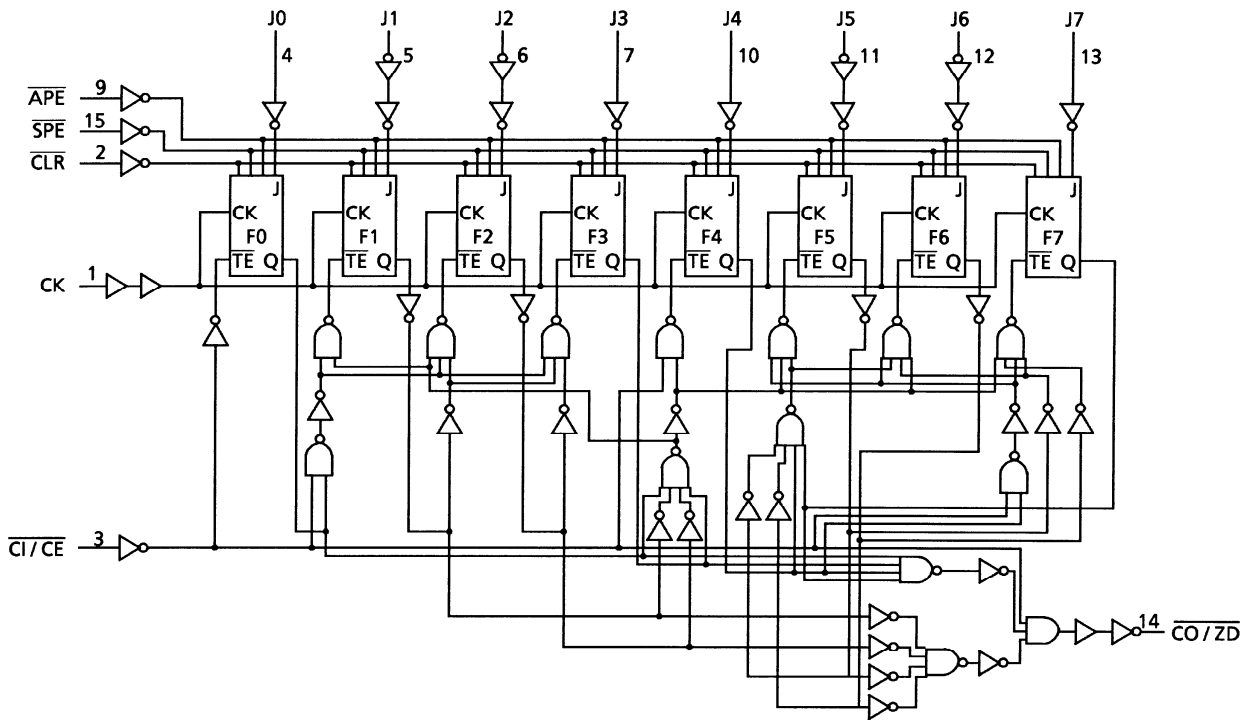 J0 J1 J2 J3 J4 J5 J6 J7
4 5 6 7 10 11 12 13
APE 9
SPE 15
CLR 2
J J J J J J J J
CK CK CK CK CK CK CK CK
F0 F1 F2 F3 F4 F5 F6 F7
TE Q TE Q TE Q TE Q TE Q TE Q TE Q TE Q
CK 1
CI / CE 3
14 CO / ZD